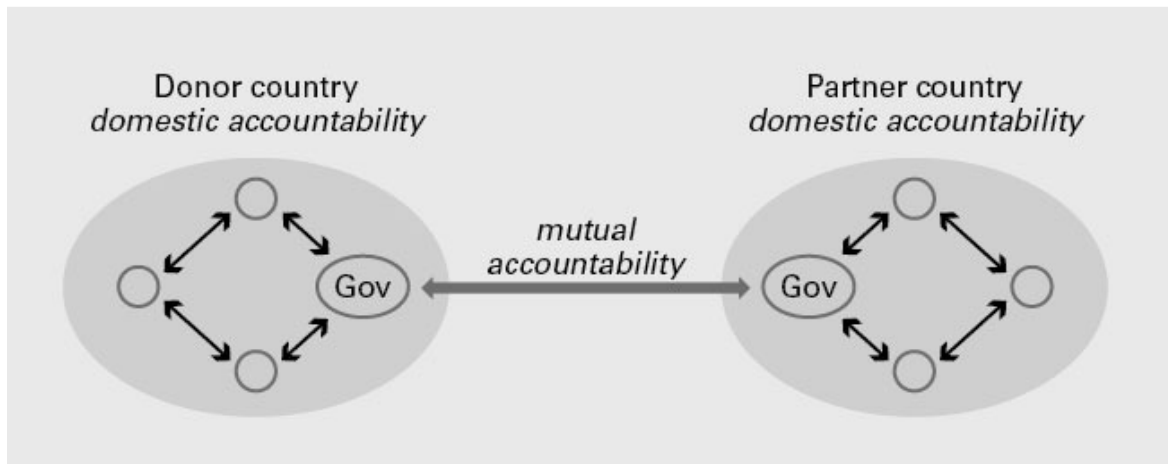 Donor country
domestic accountability
Partner country
domestic accountability
mutual
accountability
Gov
Gov